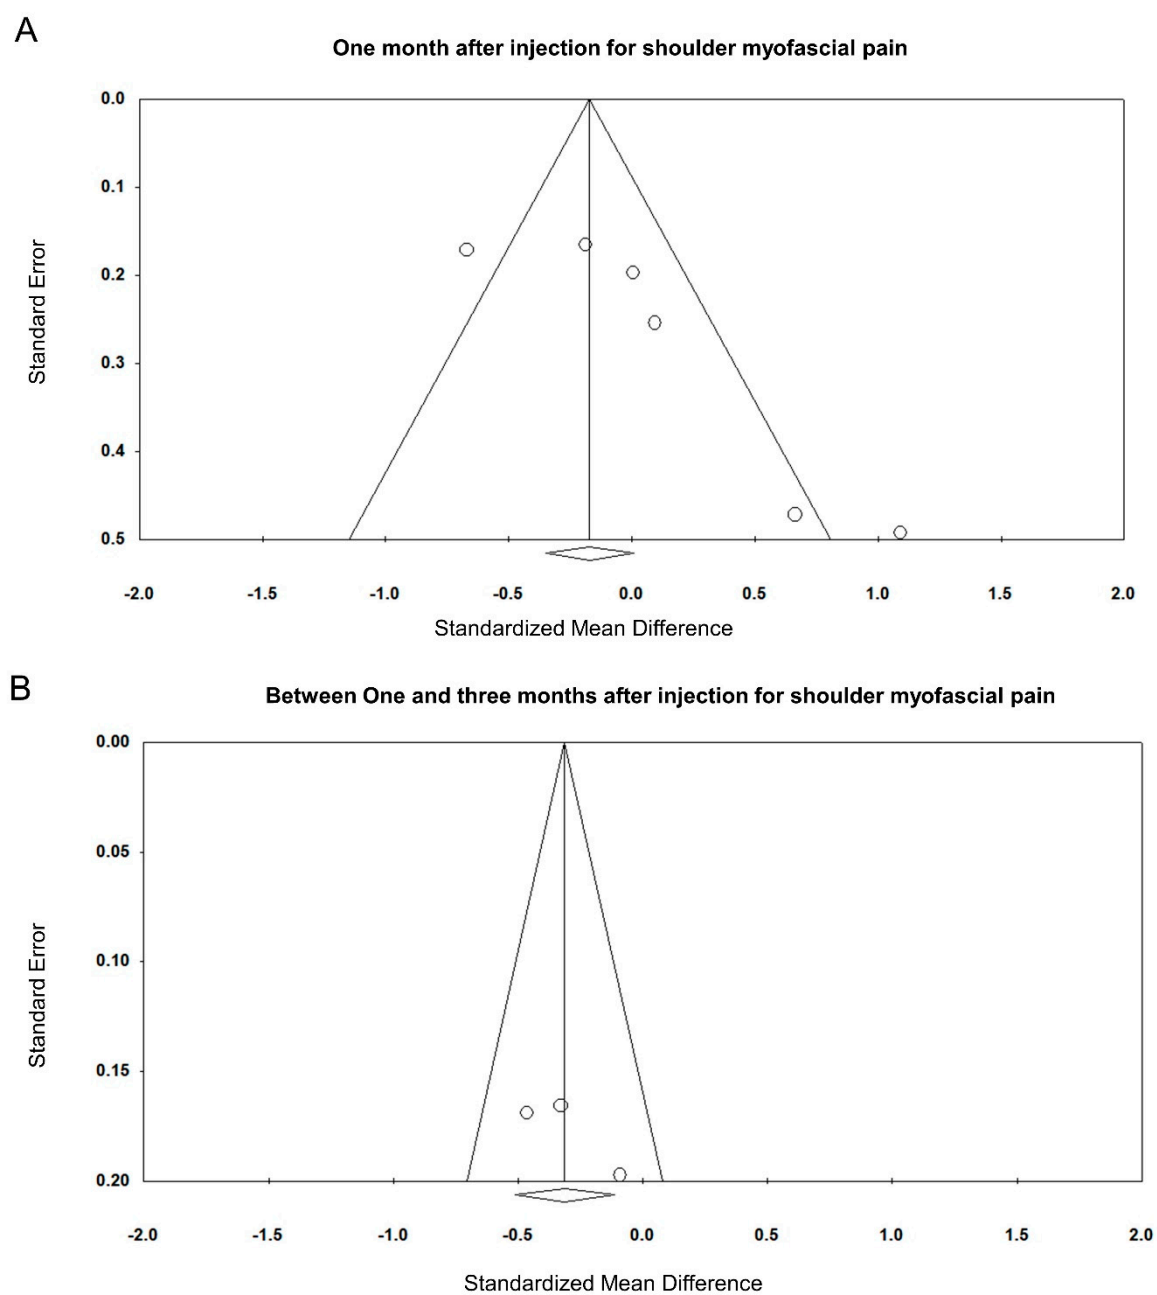 A
One month after injection for shoulder myofascial pain
0.0
0.1
0.2
0.3
0.4
0.5
Standard Error
-2.0 -1.5 -1.0 -0.5 0.0 0.5 1.0 1.5 2.0
Standardized Mean Difference
B
Between One and three months after injection for shoulder myofascial pain
0.00
0.05
0.10
0.15
0.20
Standard Error
-2.0 -1.5 -1.0 -0.5 0.0 0.5 1.0 1.5 2.0
Standardized Mean Difference